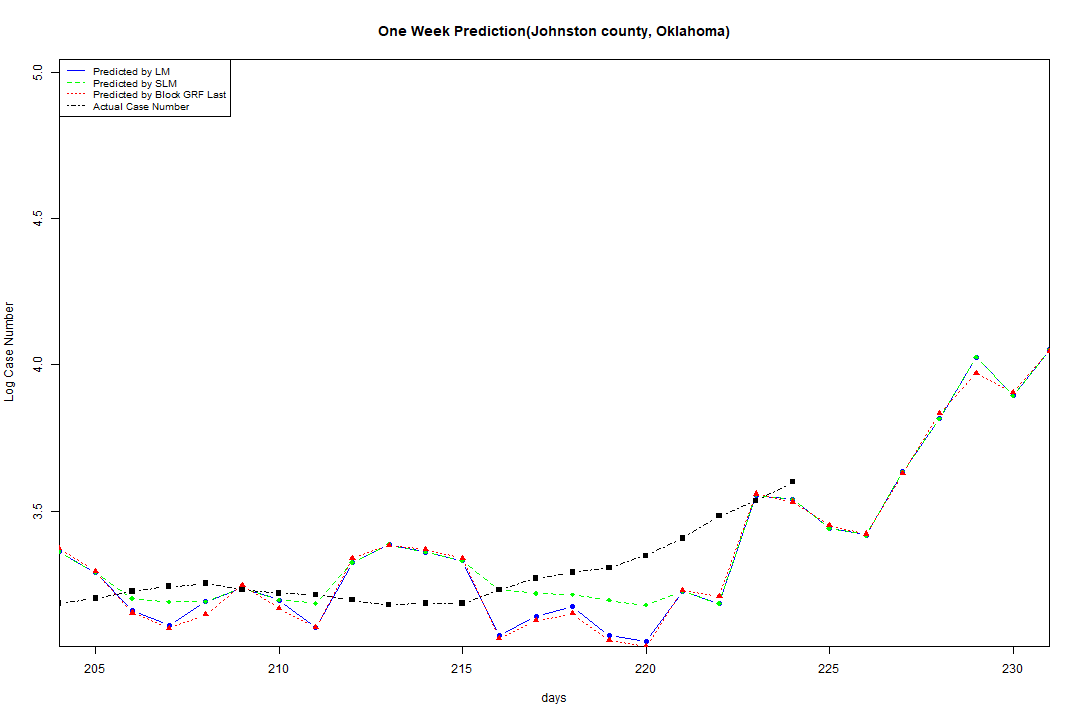 One Week Prediction(Johnston county, Oklahoma)
Predicted by LM
Predicted by SLM
Predicted by Block GRF Last
Actual Case Number
5.0
4.5
4.0
3.5
Log Case Number
205 210 215 220 225 230
days